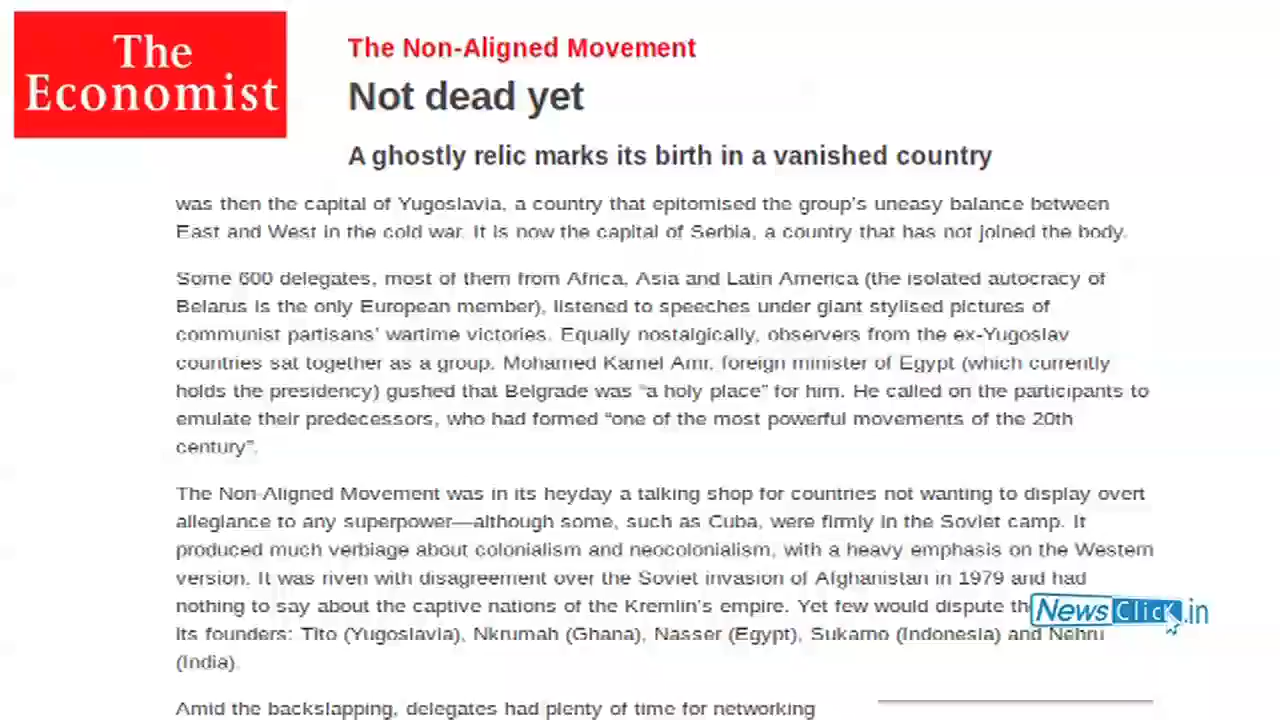 The
Economist
The Non-Aligned Movement
Not dead yet
A ghostly relic marks its birth in a vanished country
was then the capital of Yugoslavia, a country that epitomised the group's uneasy balance between
East and West in the cold war. It is now the capital of Serbia, a country that has not joined the body.
Some 600 delegates, most of them from Africa, Asia and Latin America (the isolated autocracy of
Belarus is the only European member), listened to speeches under giant stylised pictures of
communist partisans' wartime victories. Equally nostalgically, observers from the ex-Yugoslav
countries sat together as a group. Mohamed Kamel Amr, foreign minister of Egypt (which currently
holds the presidency) gushed that Belgrade was “a holy place” for him. He called on the participants to
emulate their predecessors, who had formed “one of the most powerful movements of the 20th
century”.
The Non-Aligned Movement was in its heyday a talking shop for countries not wanting to display overt
allegiance to any superpower—although some, such as Cuba, were firmly in the Soviet camp. It
produced much verbiage about colonialism and neocolonialism, with a heavy emphasis on the Western
version. It was riven with disagreement over the Soviet invasion of Afghanistan in 1979 and had
nothing to say about the captive nations of the Kremlin's empire. Yet few would dispute
its founders: Tito (Yugoslavia), Nkrumah (Ghana), Nasser (Egypt), Sukarno (Indonesia) and Nehru
(India).
Amid the backslapping, delegates had plenty of time for networking
NewsClick.in